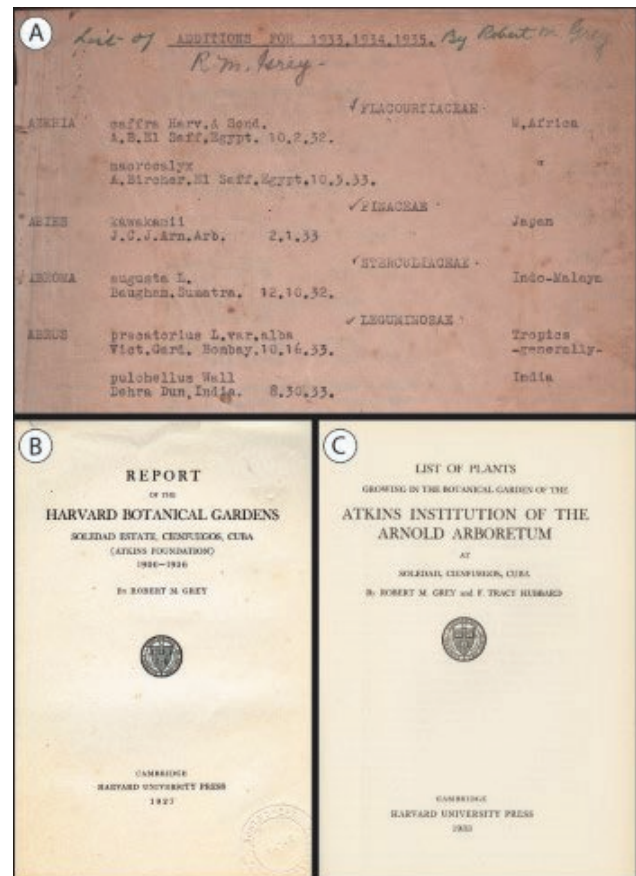 A
List of ADDITIONS FOR 1933,1934,1935. By Robert M. Grey
R. M. Grey -
✓FLACOURTIACEAE -
caffra Harv.& Sond. W.Africa
A.B.El Saff,Egypt. 10.2.32.
macrocalyx "
A.Bircher,El Saff,Egypt,10.3.33.
✓PINACEAE -
ABIES kawakamii Japan
J.C.J.Arn.Arb. 2.1.33
✓STERCULIACEAE -
ABROMA augusta L. Indo-Malaya
Baugham,Sumatra. 12.10.32.
✓LEGUMINOSAE -
ABRUS precatorius L.var.alba Tropics
Vict.Gard. Bombay,10.16.33. -generally-
pulchellus Wall India
Dehra Dun,India. 8.30.33.
B
REPORT
OF THE
HARVARD BOTANICAL GARDENS
SOLEDAD ESTATE, CIENFUEGOS, CUBA
(ATKINS FOUNDATION)
1900–1926
BY ROBERT M. GREY
CAMBRIDGE
HARVARD UNIVERSITY PRESS
1927
C
LIST OF PLANTS
GROWING IN THE BOTANICAL GARDEN OF THE
ATKINS INSTITUTION OF THE
ARNOLD ARBORETUM
AT
SOLEDAD, CIENFUEGOS, CUBA
BY ROBERT M. GREY and F. TRACY HUBBARD
CAMBRIDGE
HARVARD UNIVERSITY PRESS
1933